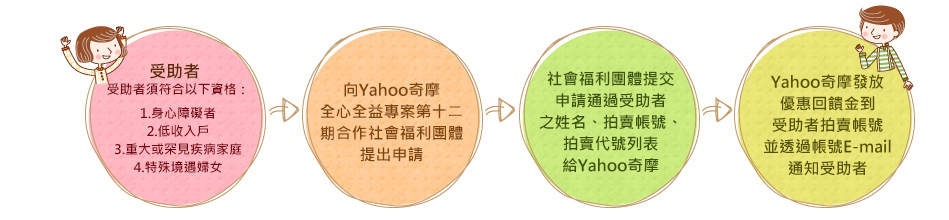 受助者
受助者須符合以下資格：
1.身心障礙者
2.低收入戶
3.重大或罕見疾病家庭
4.特殊境遇婦女
向Yahoo奇摩
全心全益專案第十二
期合作社會福利團體
提出申請
社會福利團體提交
申請通過受助者
之姓名、拍賣帳號、
拍賣代號列表
給Yahoo奇摩
Yahoo奇摩發放
優惠回饋金到
受助者拍賣帳號
並透過帳號E-mail
通知受助者